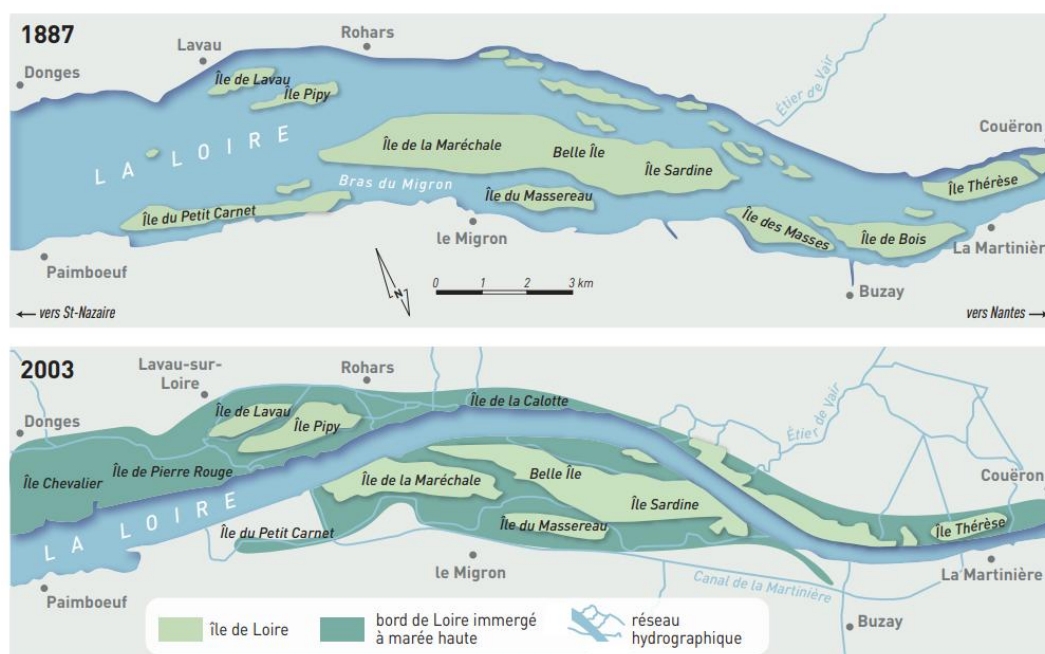 1887
Rohars
Lavau
Donges
Île de Lavau
Île Pipy
Étier de Vair
Couëron
LA LOIRE
Île de la Maréchale
Belle Île
Île Sardine
Île Thérèse
Bras du Migron
Île du Massereau
Île du Petit Carnet
Île des Masses
Île de Bois
le Migron
La Martinièr
Paimboeuf
N
0 1 2 3 km
Buzay
← vers St-Nazaire
vers Nantes →
2003
Lavau-sur-
Loire
Rohars
Donges
Île de Lavau
Île de la Calotte
Île Pipy
Étier de Vair
Île Chevalier
Île de Pierre Rouge
Île de la Maréchale
Belle Île
Couëron
Île Sardine
LA LOIRE
Île du Petit Carnet
Île du Massereau
Île Thérèse
le Migron
Canal de la Martinière
La Martinière
Paimboeuf
Buzay
île de Loire
bord de Loire immergé
à marée haute
réseau
hydrographique